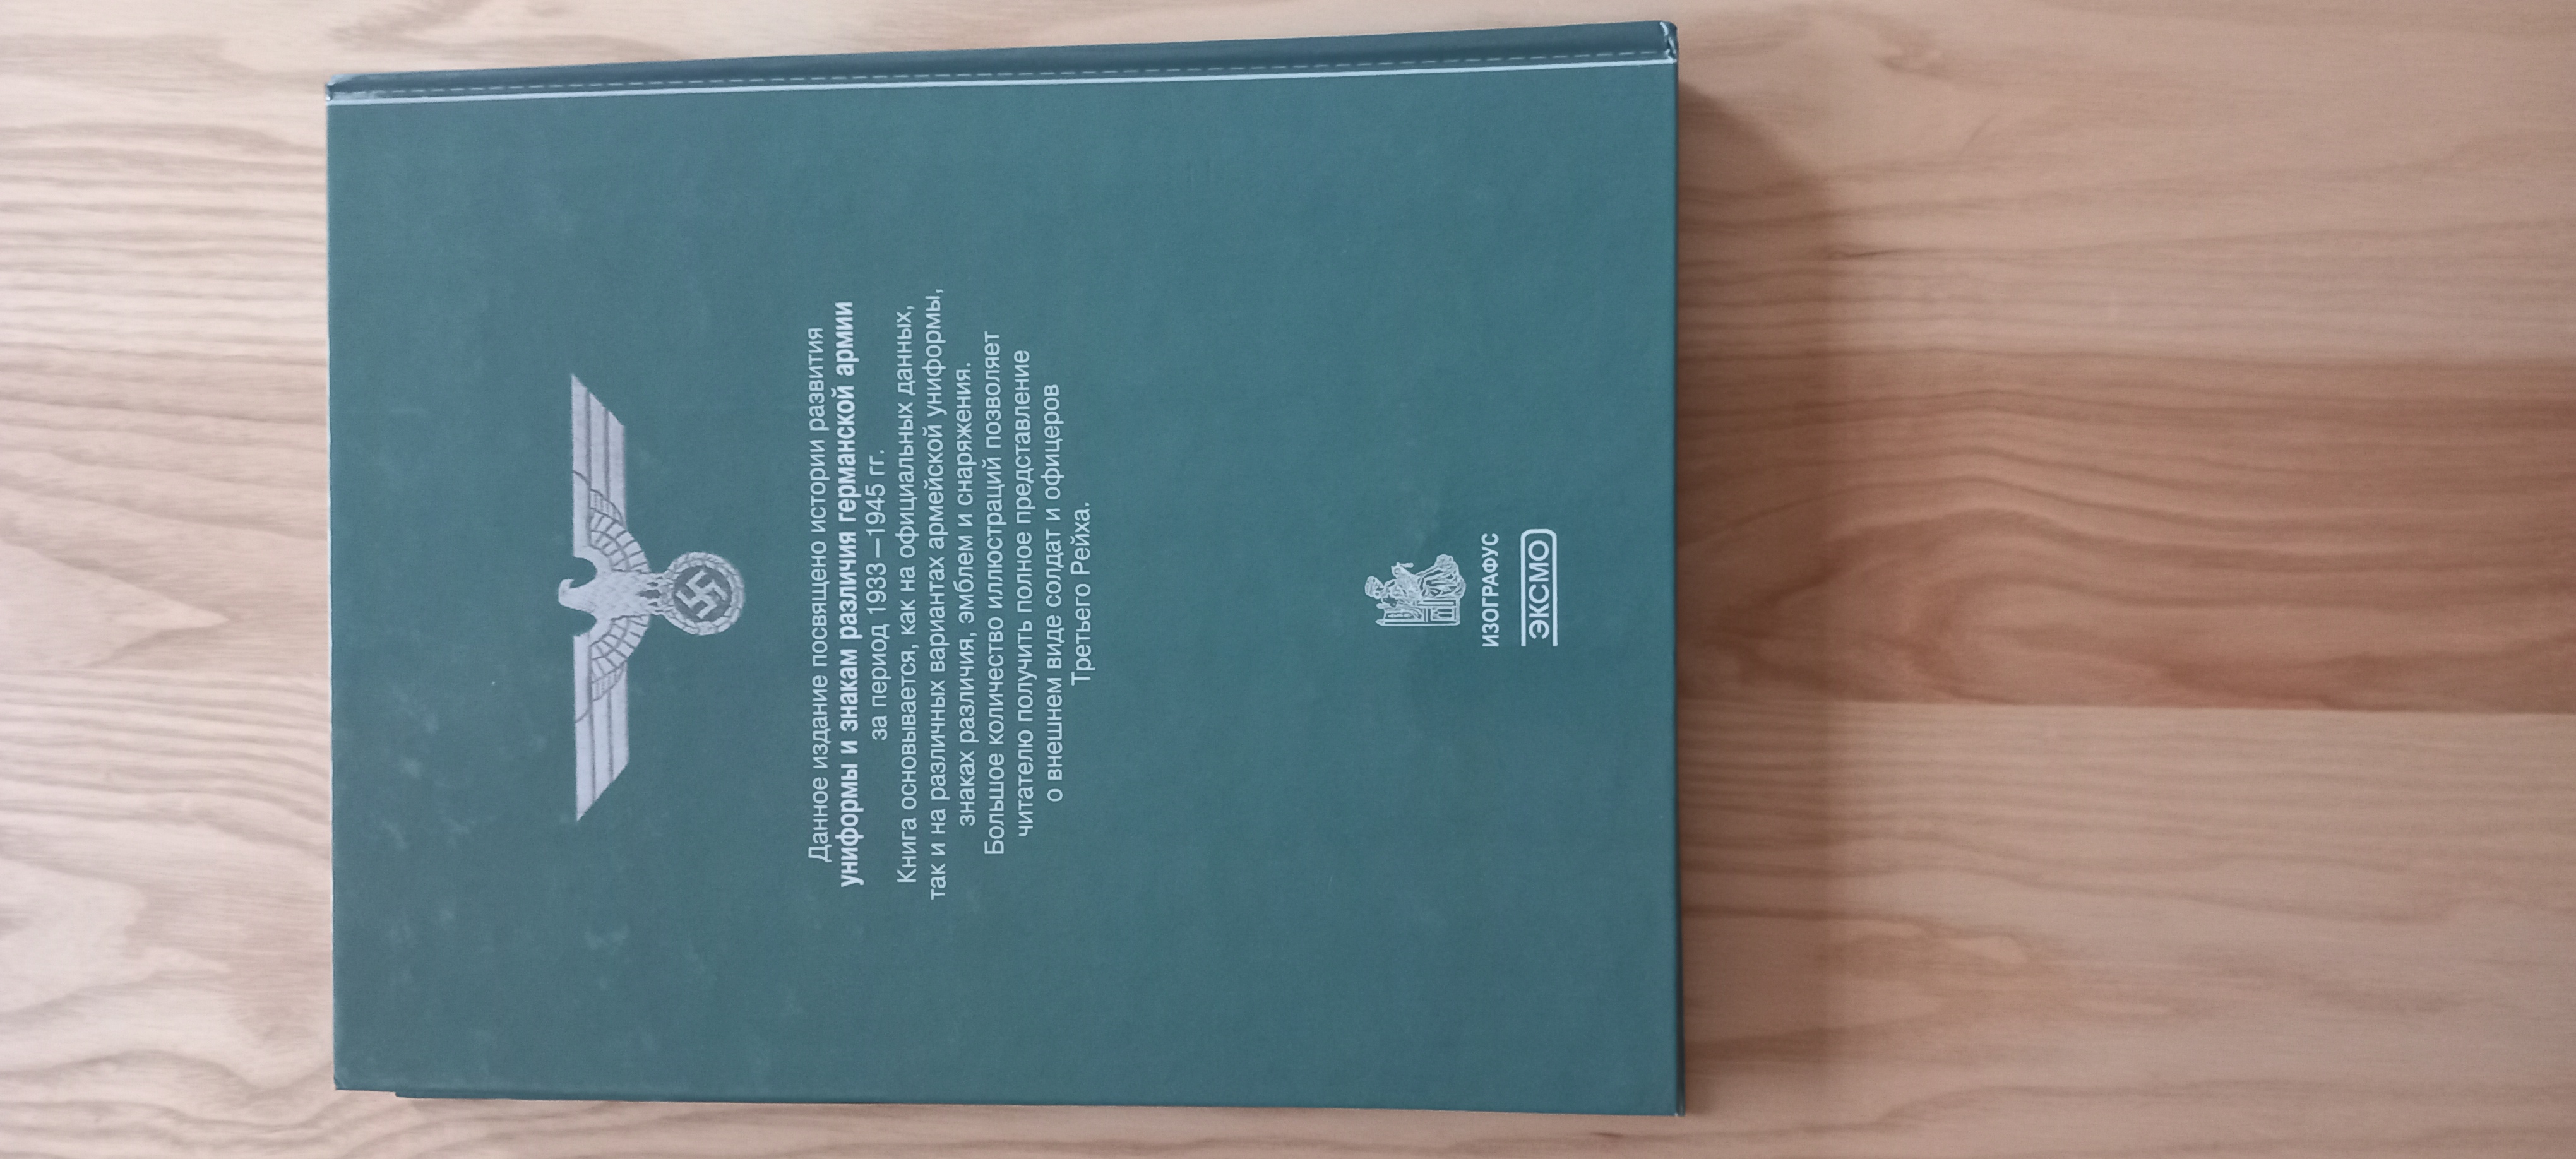 Данное издание посвящено истории развития
униформы и знакам различия германской армии
за период 1933–1945 гг.
Книга основывается, как на официальных данных,
так и на различных вариантах армейской униформы,
знаках различия, эмблем и снаряжения.
Большое количество иллюстраций позволяет
читателю получить полное представление
о внешнем виде солдат и офицеров
Третьего Рейха.
ИЗОГРАФУС
ЭКСМО